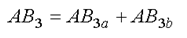 AB₃ = AB₃ₐ + AB₃b